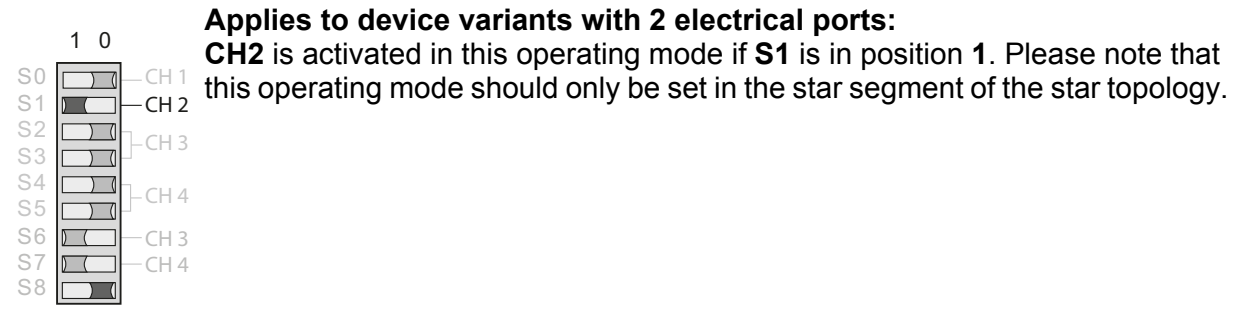 Applies to device variants with 2 electrical ports:
CH2 is activated in this operating mode if S1 is in position 1. Please note that
this operating mode should only be set in the star segment of the star topology.
1 0
S0 CH 1
S1 CH 2
S2
CH 3
S3
S4
CH 4
S5
S6 CH 3
S7 CH 4
S8